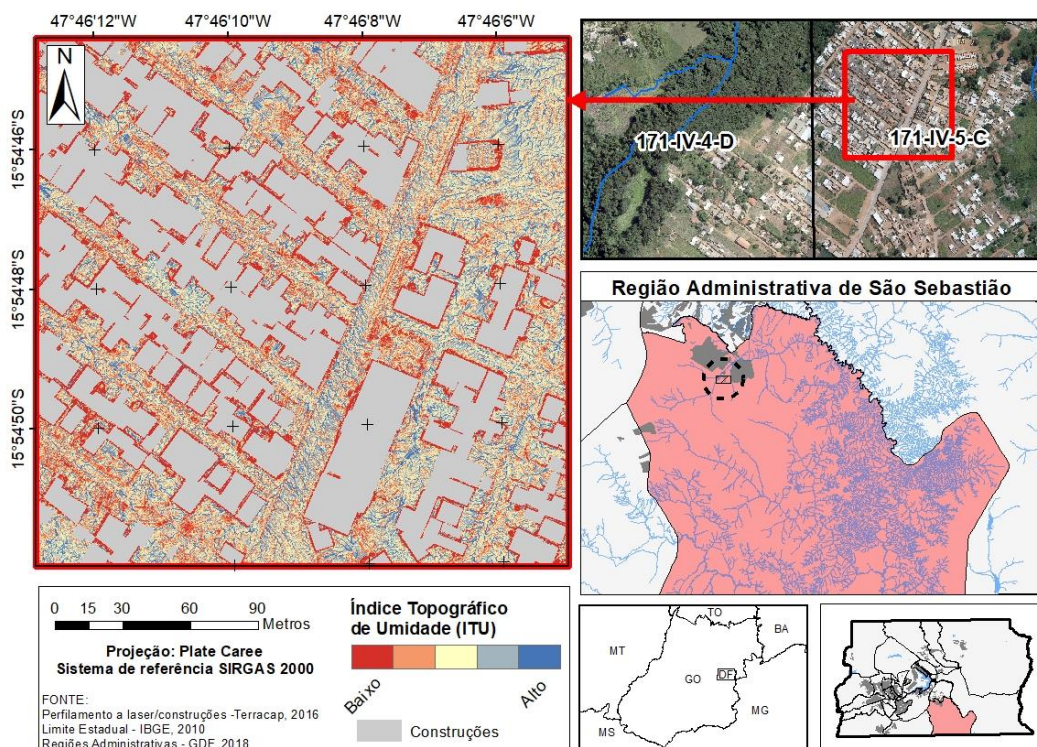 47°46'12"W 47°46'10"W 47°46'8"W 47°46'6"W
N
15°54'46"S
15°54'48"S
15°54'50"S
171-IV-4-D
171-IV-5-C
Região Administrativa de São Sebastião
0 15 30 60 90
Metros
Projeção: Plate Caree
Sistema de referência SIRGAS 2000
FONTE:
Perfilamento a laser/construções -Terracap, 2016
Limite Estadual - IBGE, 2010
Regiões Administrativas - GDF, 2018
Índice Topográfico
de Umidade (ITU)
Baixo
Alto
Construções
TO
BA
MT
GO
DF
MG
MS